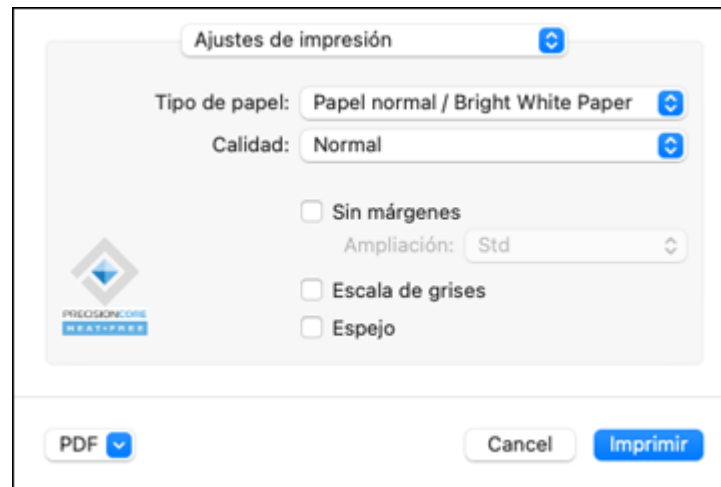 Ajustes de impresión
Tipo de papel: Papel normal / Bright White Paper
Calidad: Normal
Sin márgenes
Ampliación: Std
Escala de grises
Espejo
PRECISIONCORE
HEAT-FREE
PDF Cancel Imprimir